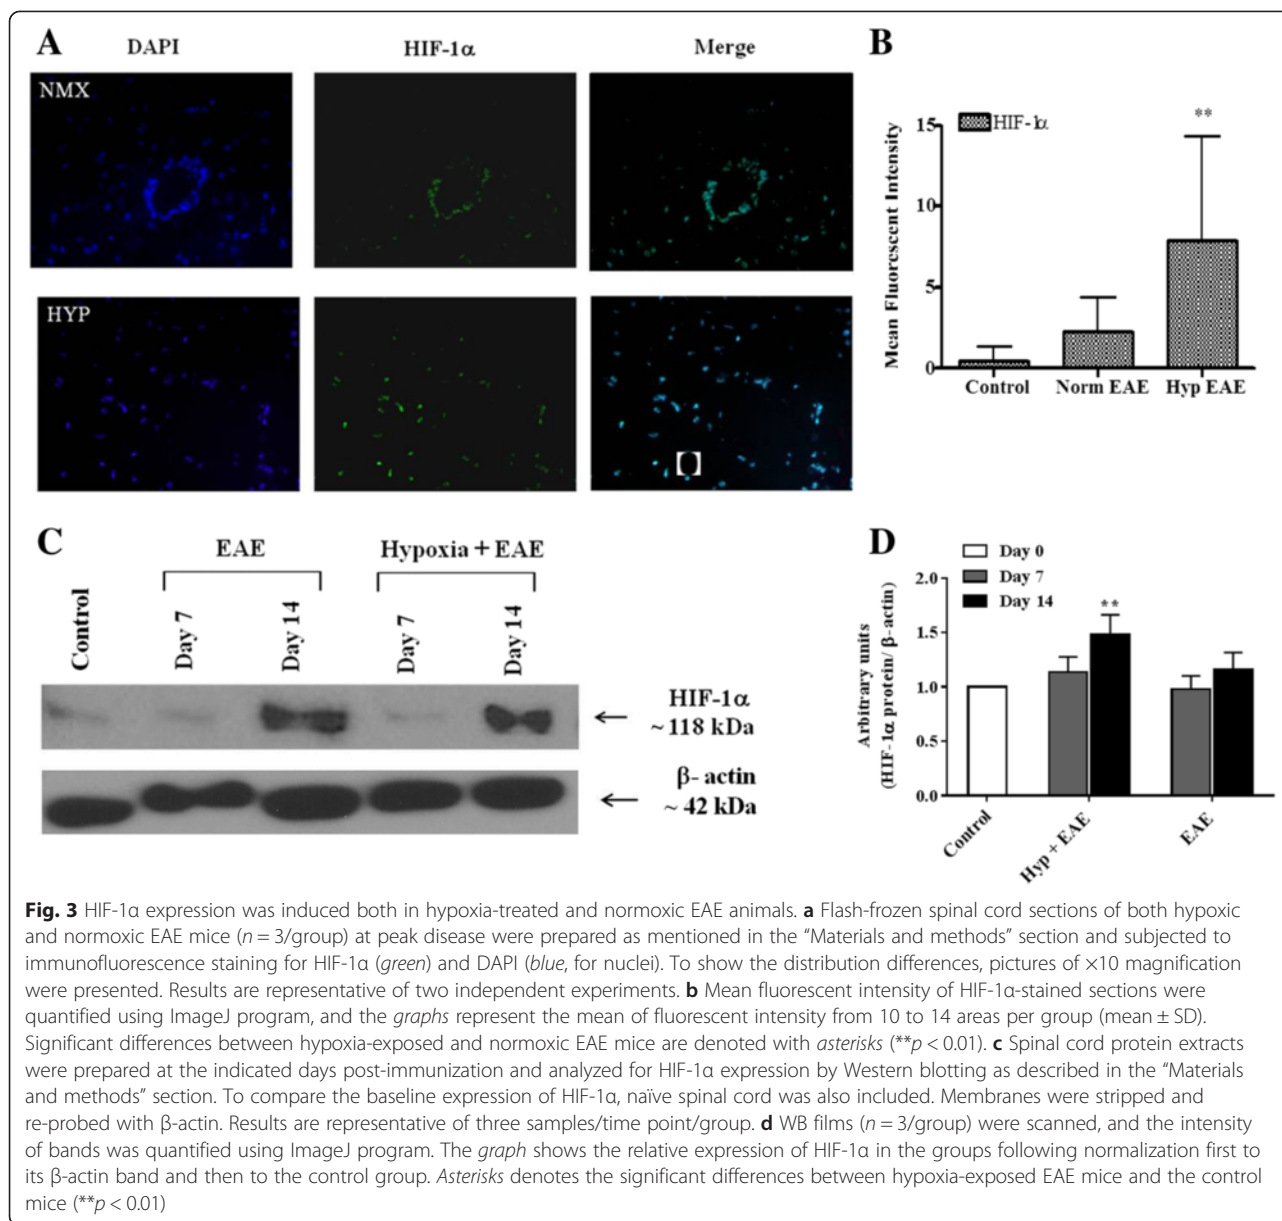 A
DAPI
HIF-1α
Merge
NMX
HYP
B
HIF-1α
**
Mean Fluorescent Intensity
15
10
5
0
Control
Norm EAE
Hyp EAE
C
EAE
Hypoxia + EAE
Control
Day 7
Day 14
Day 7
Day 14
HIF-1α
~ 118 kDa
β- actin
~ 42 kDa
D
Day 0
Day 7
Day 14
**
Arbitrary units
(HIF-1α protein/ β-actin)
2.0
1.5
1.0
0.5
0.0
Control
Hyp + EAE
EAE
Fig. 3 HIF-1α expression was induced both in hypoxia-treated and normoxic EAE animals. a Flash-frozen spinal cord sections of both hypoxic
and normoxic EAE mice (n = 3/group) at peak disease were prepared as mentioned in the “Materials and methods” section and subjected to
immunofluorescence staining for HIF-1α (green) and DAPI (blue, for nuclei). To show the distribution differences, pictures of ×10 magnification
were presented. Results are representative of two independent experiments. b Mean fluorescent intensity of HIF-1α-stained sections were
quantified using ImageJ program, and the graphs represent the mean of fluorescent intensity from 10 to 14 areas per group (mean ± SD).
Significant differences between hypoxia-exposed and normoxic EAE mice are denoted with asterisks (**p < 0.01). c Spinal cord protein extracts
were prepared at the indicated days post-immunization and analyzed for HIF-1α expression by Western blotting as described in the “Materials
and methods” section. To compare the baseline expression of HIF-1α, naïve spinal cord was also included. Membranes were stripped and
re-probed with β-actin. Results are representative of three samples/time point/group. d WB films (n = 3/group) were scanned, and the intensity
of bands was quantified using ImageJ program. The graph shows the relative expression of HIF-1α in the groups following normalization first to
its β-actin band and then to the control group. Asterisks denotes the significant differences between hypoxia-exposed EAE mice and the control
mice (**p < 0.01)